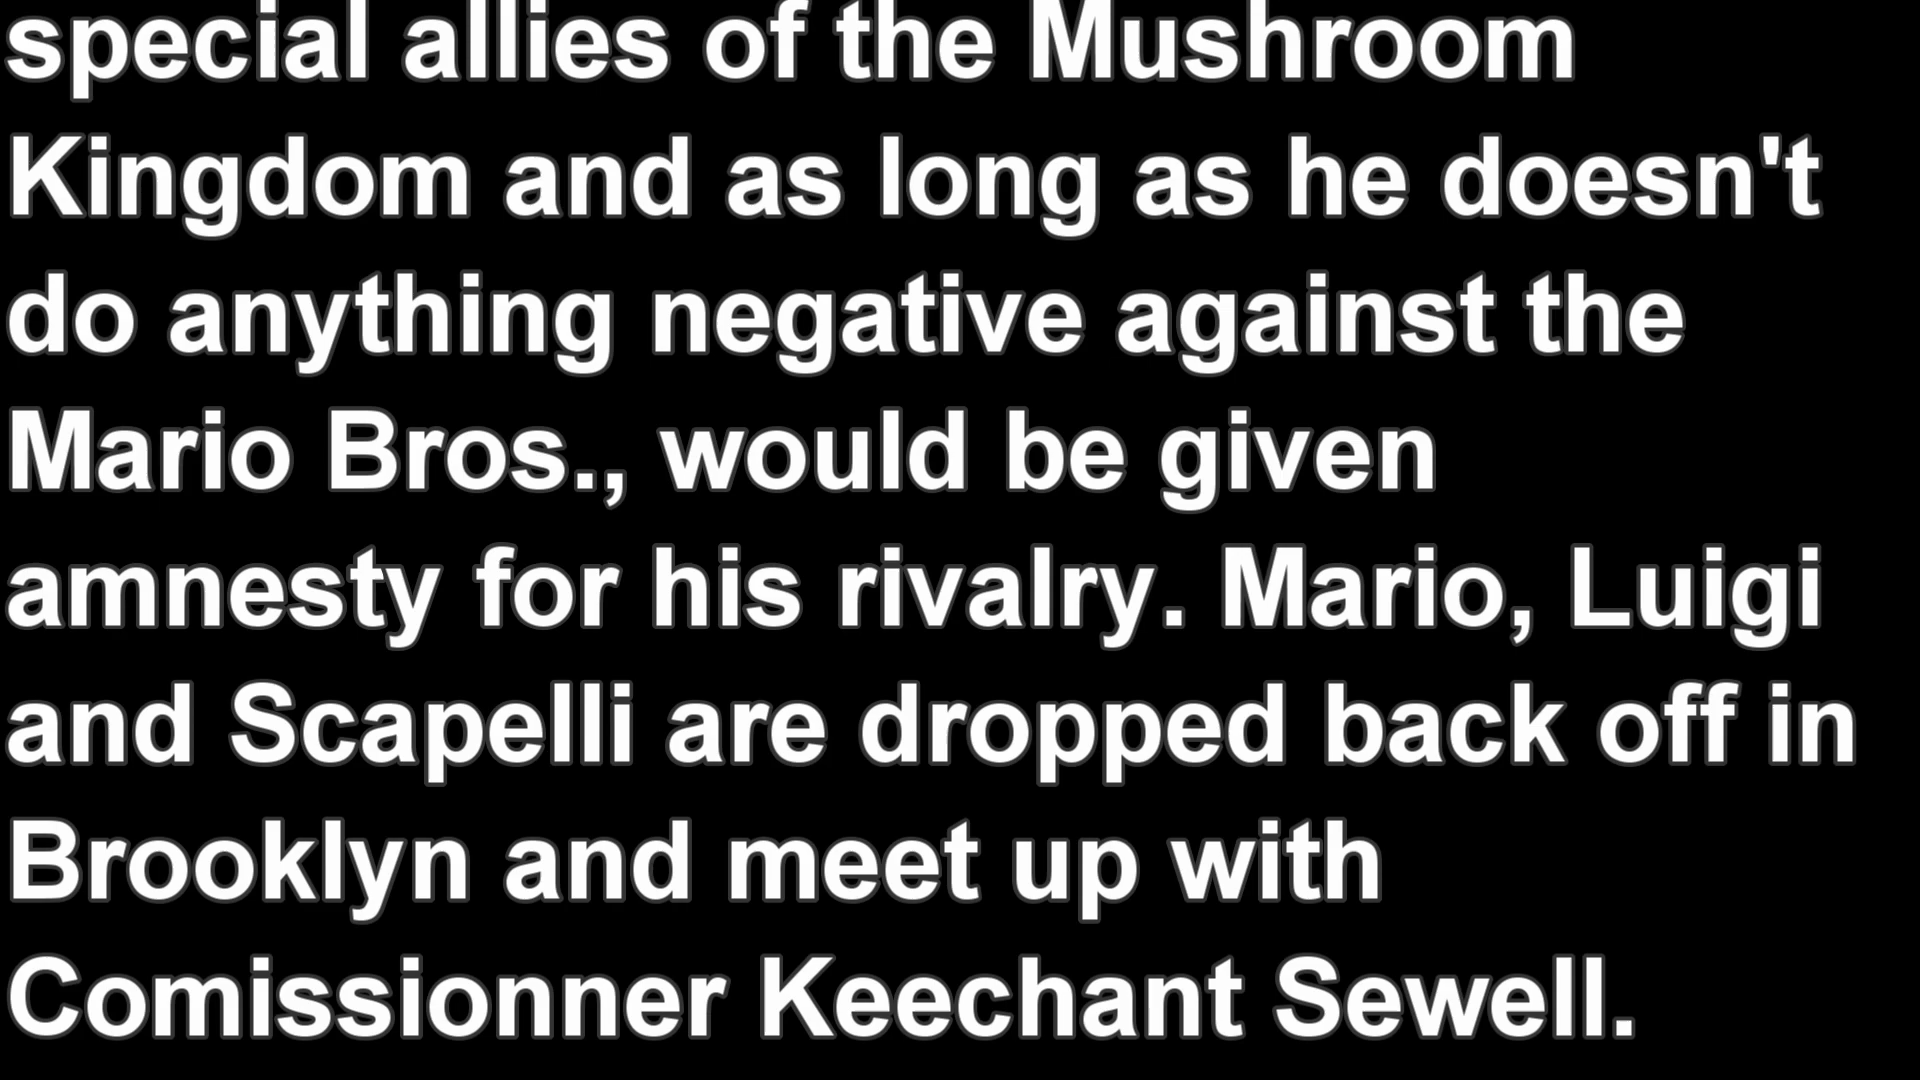 special allies of the Mushroom
Kingdom and as long as he doesn't
do anything negative against the
Mario Bros., would be given
amnesty for his rivalry. Mario, Luigi
and Scapelli are dropped back off in
Brooklyn and meet up with
Comissionner Keechant Sewell.